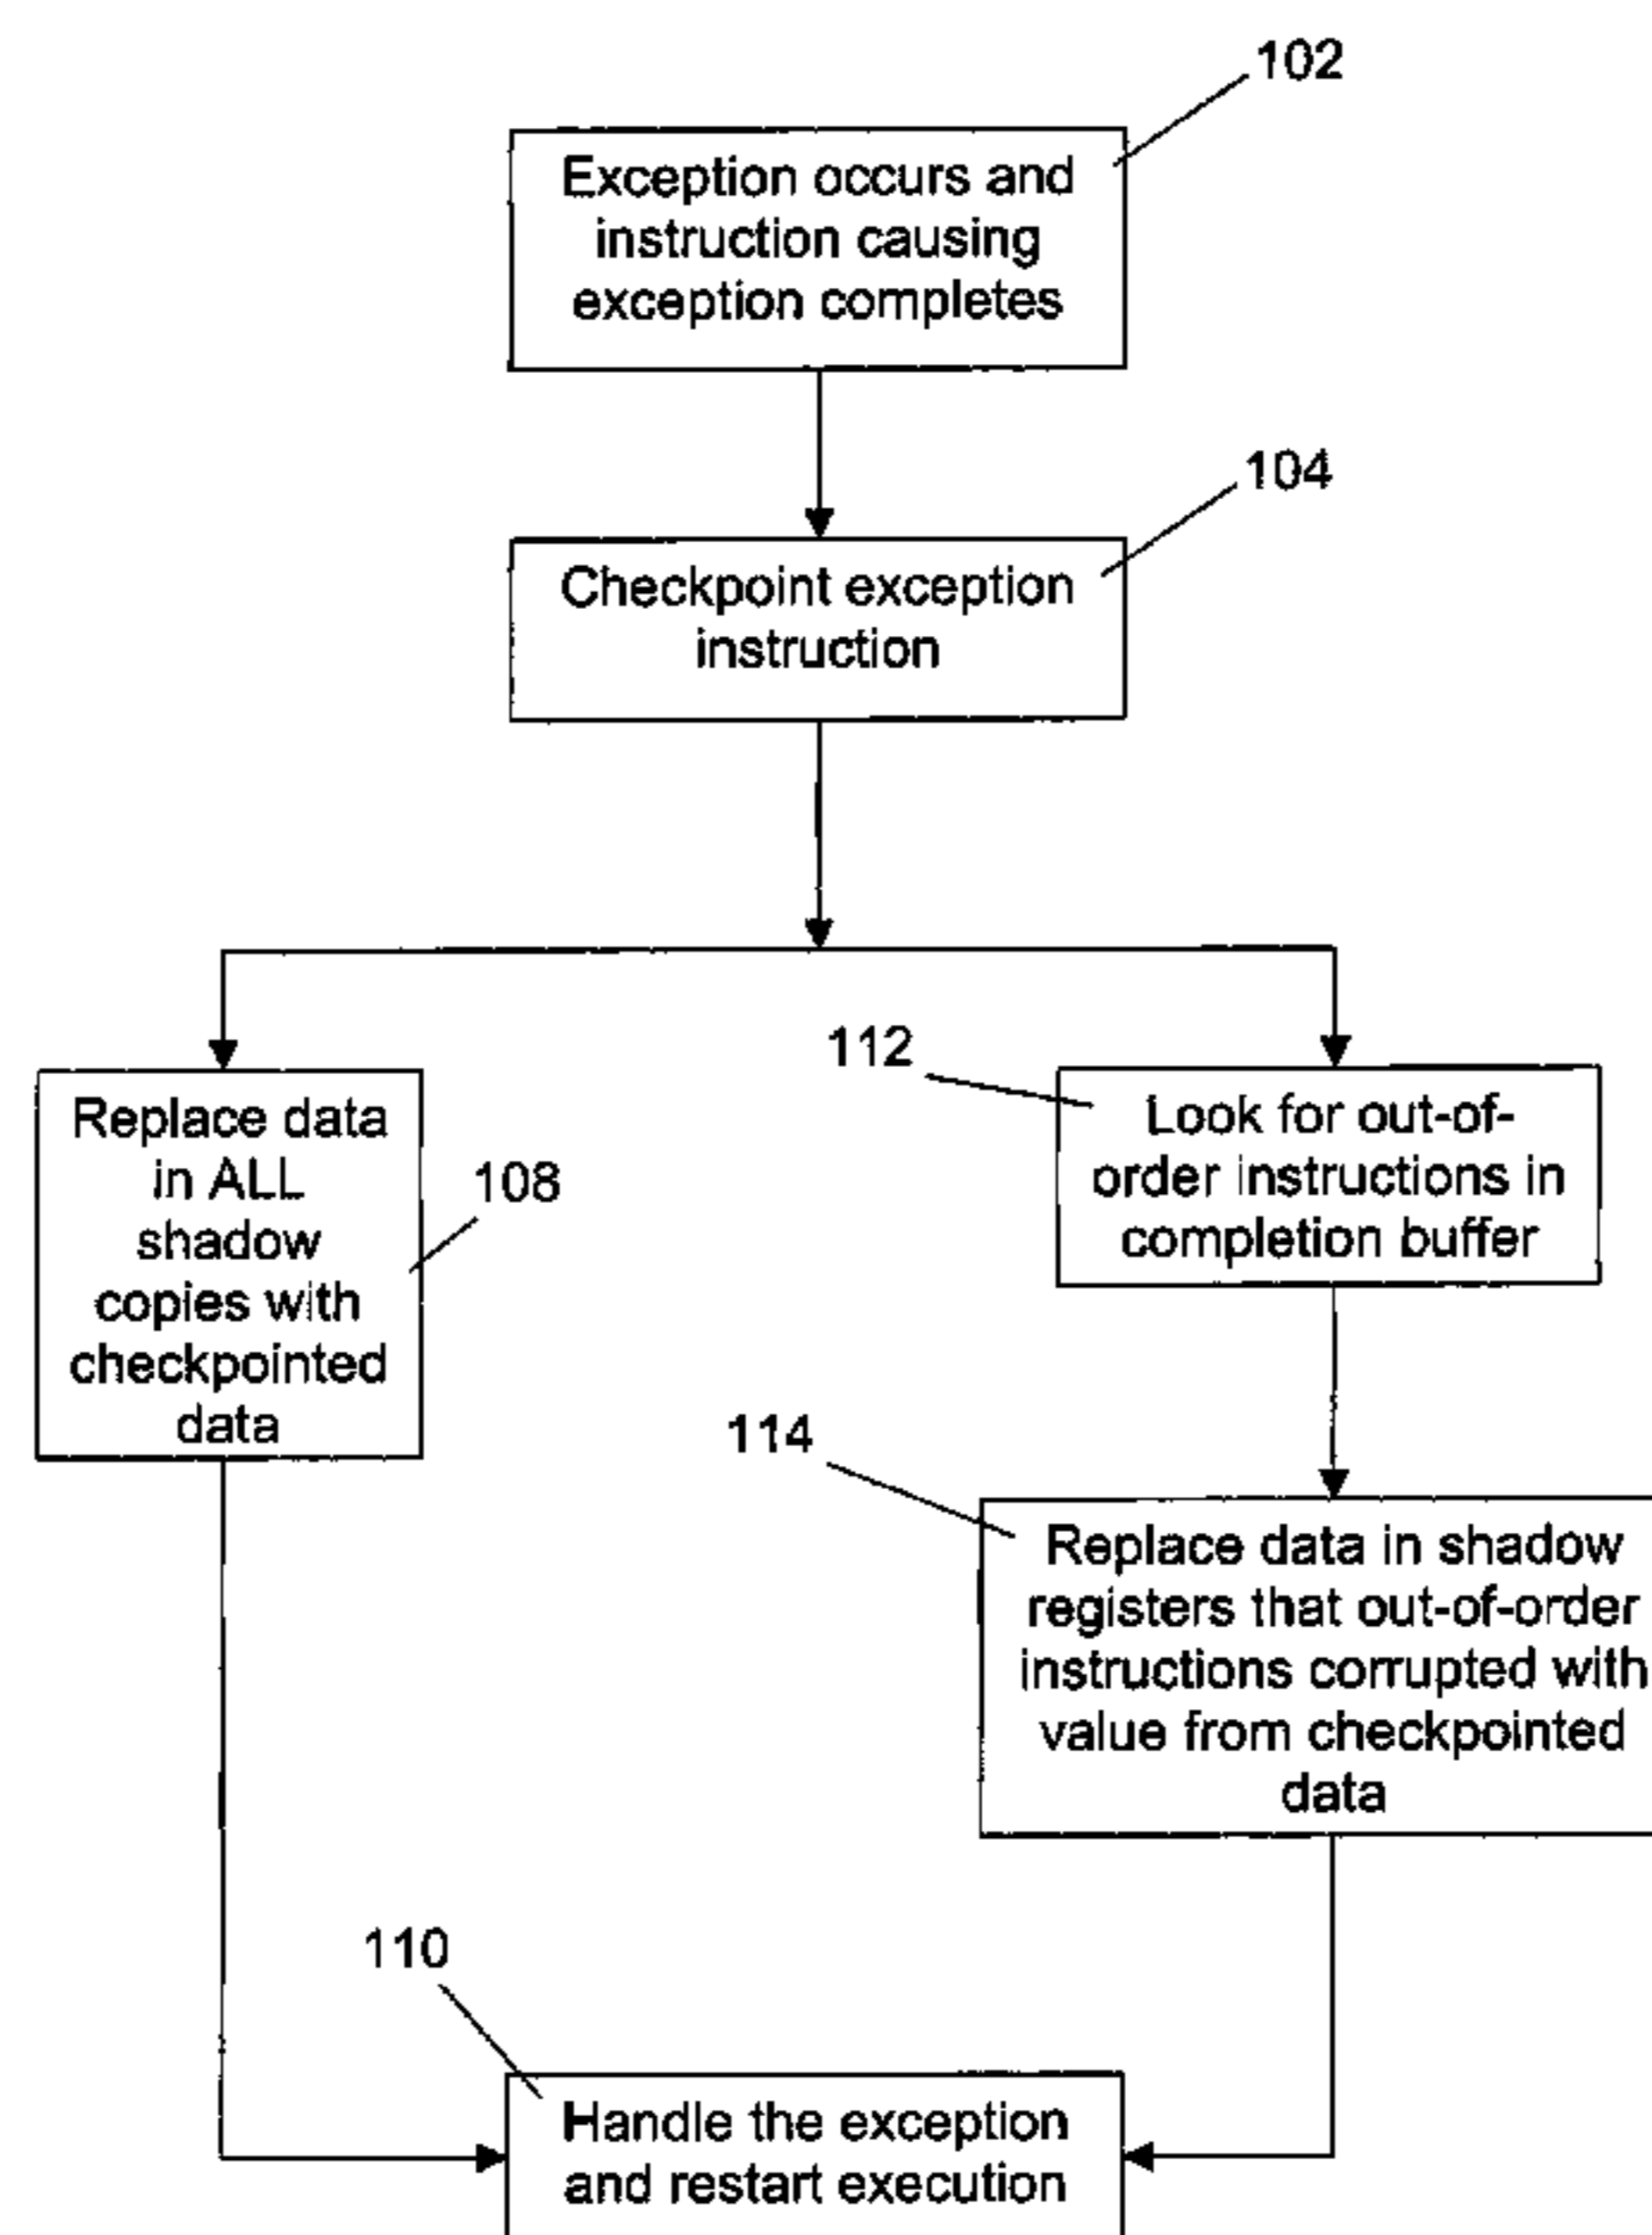 102
Exception occurs and
instruction causing
exception completes
104
Checkpoint exception
instruction
108
Replace data
in ALL
shadow
copies with
checkpointed
data
112
Look for out-of-
order instructions in
completion buffer
114
Replace data in shadow
registers that out-of-order
instructions corrupted with
value from checkpointed
data
110
Handle the exception
and restart execution